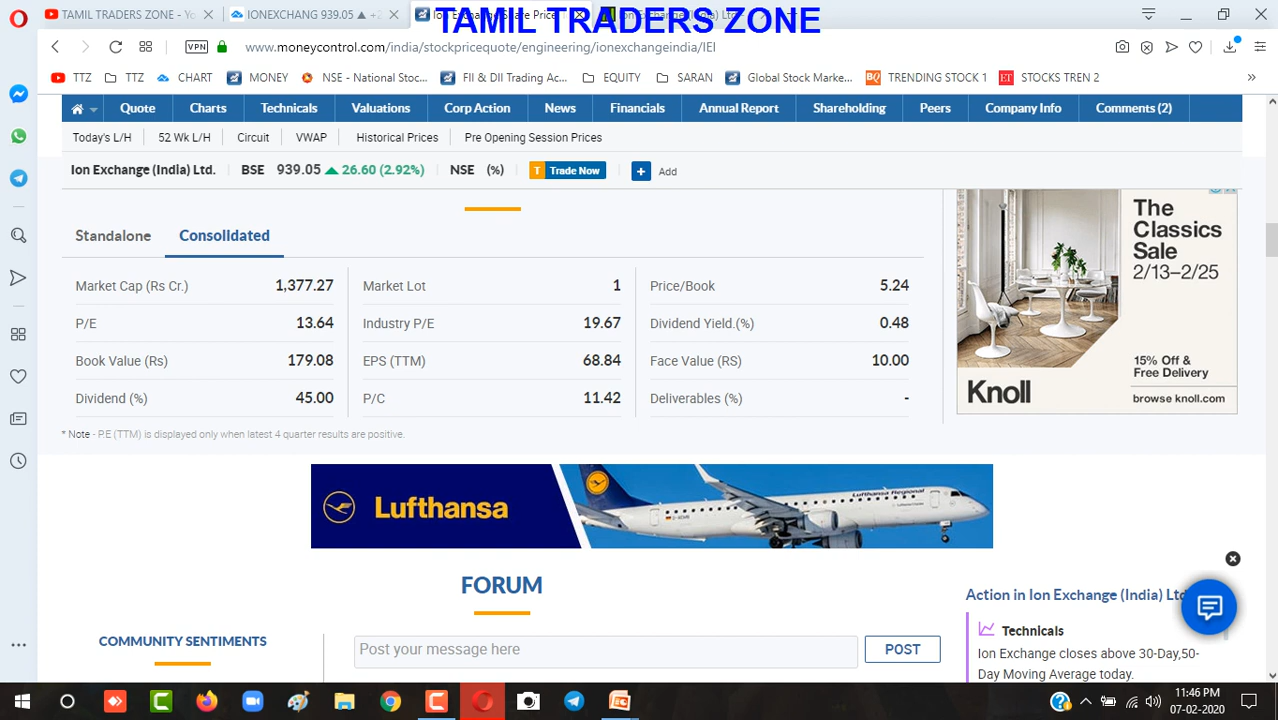 TAMIL TRADERS ZONE - Yo
IONEXCHANG 939.05 ▲ +2
TAMIL TRADERS ZONE
VPN
www.moneycontrol.com/india/stockpricequote/engineering/ionexchangeindia/IEI
TTZ
TTZ
CHART
MONEY
NSE - National Stoc...
FII & DII Trading Ac...
EQUITY
SARAN
Global Stock Marke...
BQ TRENDING STOCK 1
ET STOCKS TREN 2
Quote
Charts
Technicals
Valuations
Corp Action
News
Financials
Annual Report
Shareholding
Peers
Company Info
Comments (2)
Today's L/H
52 Wk L/H
Circuit
VWAP
Historical Prices
Pre Opening Session Prices
Ion Exchange (India) Ltd.
BSE 939.05 ▲ 26.60 (2.92%)
NSE (%)
T Trade Now
+ Add
Standalone
Consolidated
Market Cap (Rs Cr.) 1,377.27
Market Lot 1
Price/Book 5.24
P/E 13.64
Industry P/E 19.67
Dividend Yield.(%) 0.48
Book Value (Rs) 179.08
EPS (TTM) 68.84
Face Value (RS) 10.00
Dividend (%) 45.00
P/C 11.42
Deliverables (%) -
* Note - P.E (TTM) is displayed only when latest 4 quarter results are positive.
The
Classics
Sale
2/13–2/25
15% Off &
Free Delivery
Knoll
browse knoll.com
Lufthansa
Lufthansa Regional
FORUM
COMMUNITY SENTIMENTS
Post your message here
POST
Action in Ion Exchange (India) Ltd
Technicals
Ion Exchange closes above 30-Day,50-
Day Moving Average today.
11:46 PM
07-02-2020